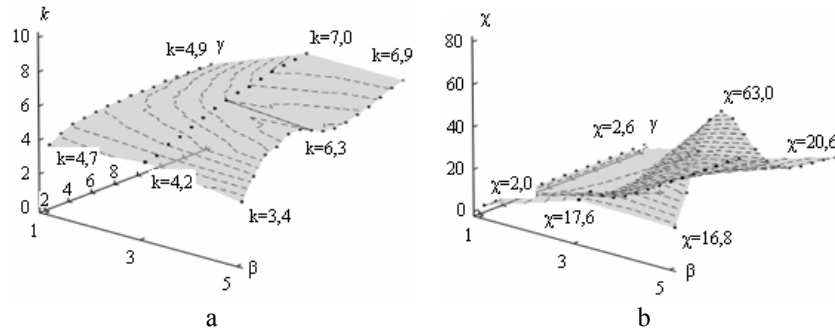 k
10
8
6
4
2
0
k=4,9
γ
k=7,0
k=6,9
k=4,7
k=4,2
k=6,3
k=3,4
2
4
6
8
1
3
5
β
a
χ
80
60
40
20
0
χ=63,0
χ=2,6
γ
χ=20,6
χ=2,0
χ=17,6
χ=16,8
1
3
5
β
b